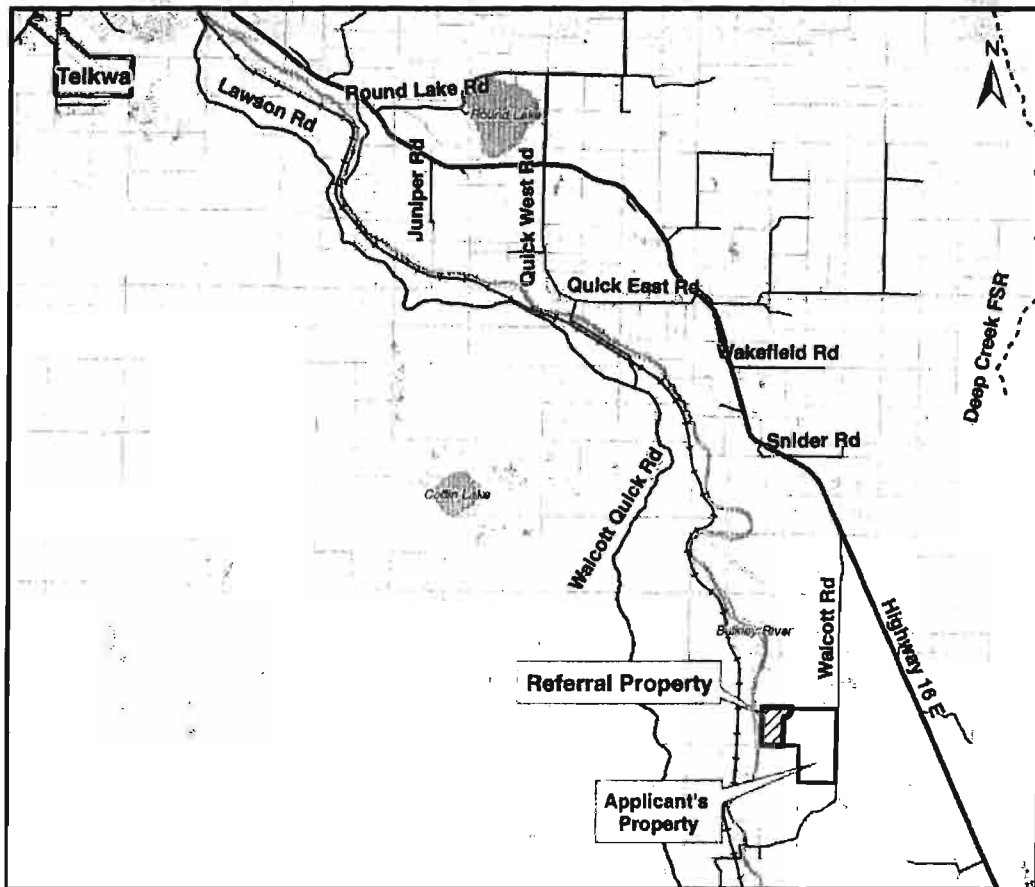 Telkwa
N
Round Lake Rd
Round Lake
Lawson Rd
Juniper Rd
Quick West Rd
Quick East Rd
Wakefield Rd
Deep Creek FSR
Snider Rd
Coffin Lake
Walcott Quick Rd
Bulkley River
Walcott Rd
Highway 16 E
Referral Property
Applicant's
Property